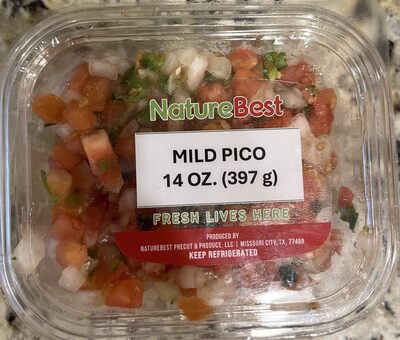 NatureBest
MILD PICO
14 OZ. (397 g)
FRESH LIVES HERE
PRODUCED BY
NATUREBEST PRECUT & PRODUCE, LLC | MISSOURI CITY, TX, 77489
KEEP REFRIGERATED